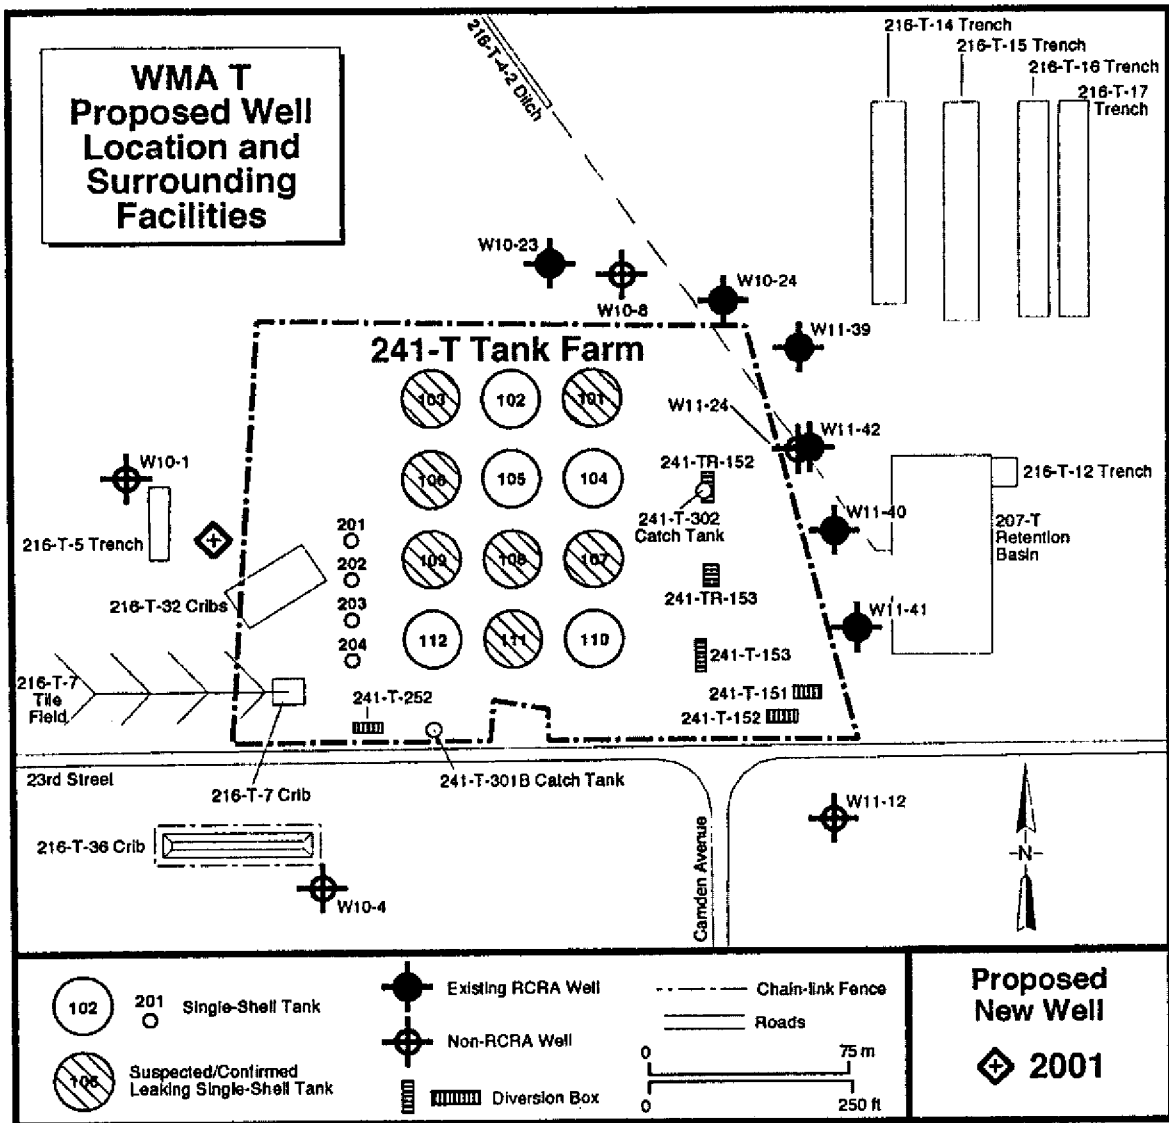 WMA T
Proposed Well
Location and
Surrounding
Facilities
216-T-4-2 Ditch
216-T-14 Trench
216-T-15 Trench
216-T-16 Trench
216-T-17
Trench
W10-23
W10-8
W10-24
W11-39
241-T Tank Farm
103
102
101
W11-24
W11-42
W10-1
106
105
104
241-TR-152
216-T-12 Trench
241-T-302
Catch Tank
W11-40
207-T
Retention
Basin
216-T-5 Trench
201
202
109
108
107
241-TR-153
216-T-32 Cribs
203
W11-41
204
112
111
110
241-T-153
216-T-7
Tile
Field
241-T-252
241-T-151
241-T-152
23rd Street
216-T-7 Crib
241-T-301B Catch Tank
W11-12
216-T-36 Crib
W10-4
Camden Avenue
N
102
201
Single-Shell Tank
106
Suspected/Confirmed
Leaking Single-Shell Tank
Existing RCRA Well
Non-RCRA Well
Diversion Box
Chain-link Fence
Roads
0
75 m
0
250 ft
Proposed
New Well
2001